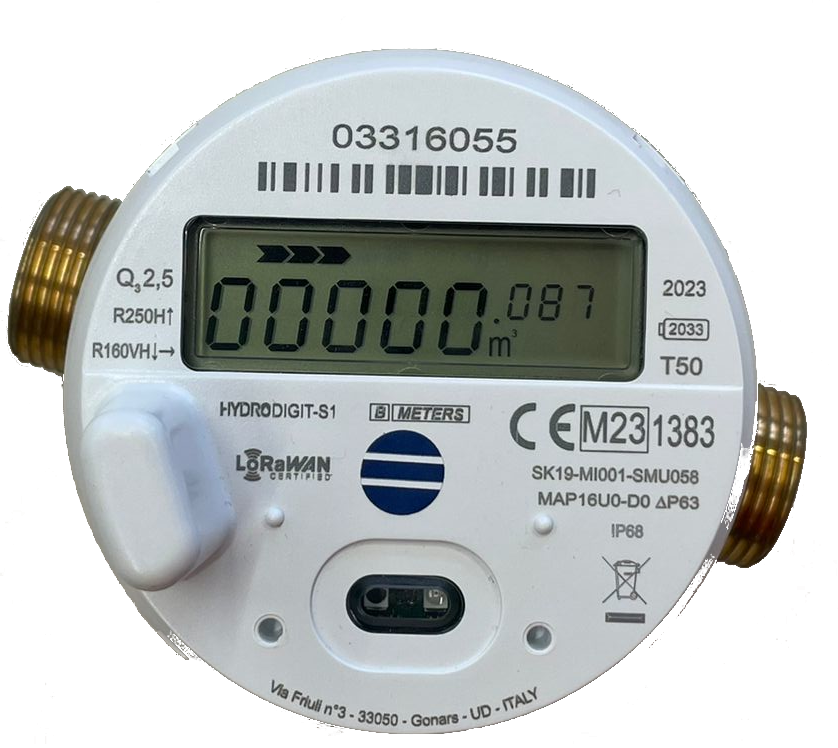 03316055
Q₃2,5
R250H↑
R160VH↓→
00000.087
m³
2023
2033
T50
HYDRODIGIT-S1
B METERS
CE M23 1383
LoRaWAN
CERTIFIED
SK19-MI001-SMU058
MAP16U0-D0 ΔP63
IP68
Via Friuli n°3 - 33050 - Gonars - UD - ITALY